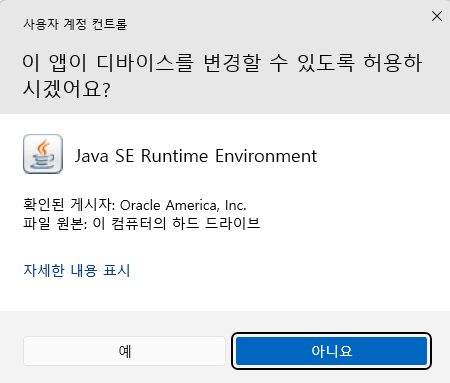 사용자 계정 컨트롤
이 앱이 디바이스를 변경할 수 있도록 허용하
시겠어요?
Java SE Runtime Environment
확인된 게시자: Oracle America, Inc.
파일 원본: 이 컴퓨터의 하드 드라이브
자세한 내용 표시
예
아니요